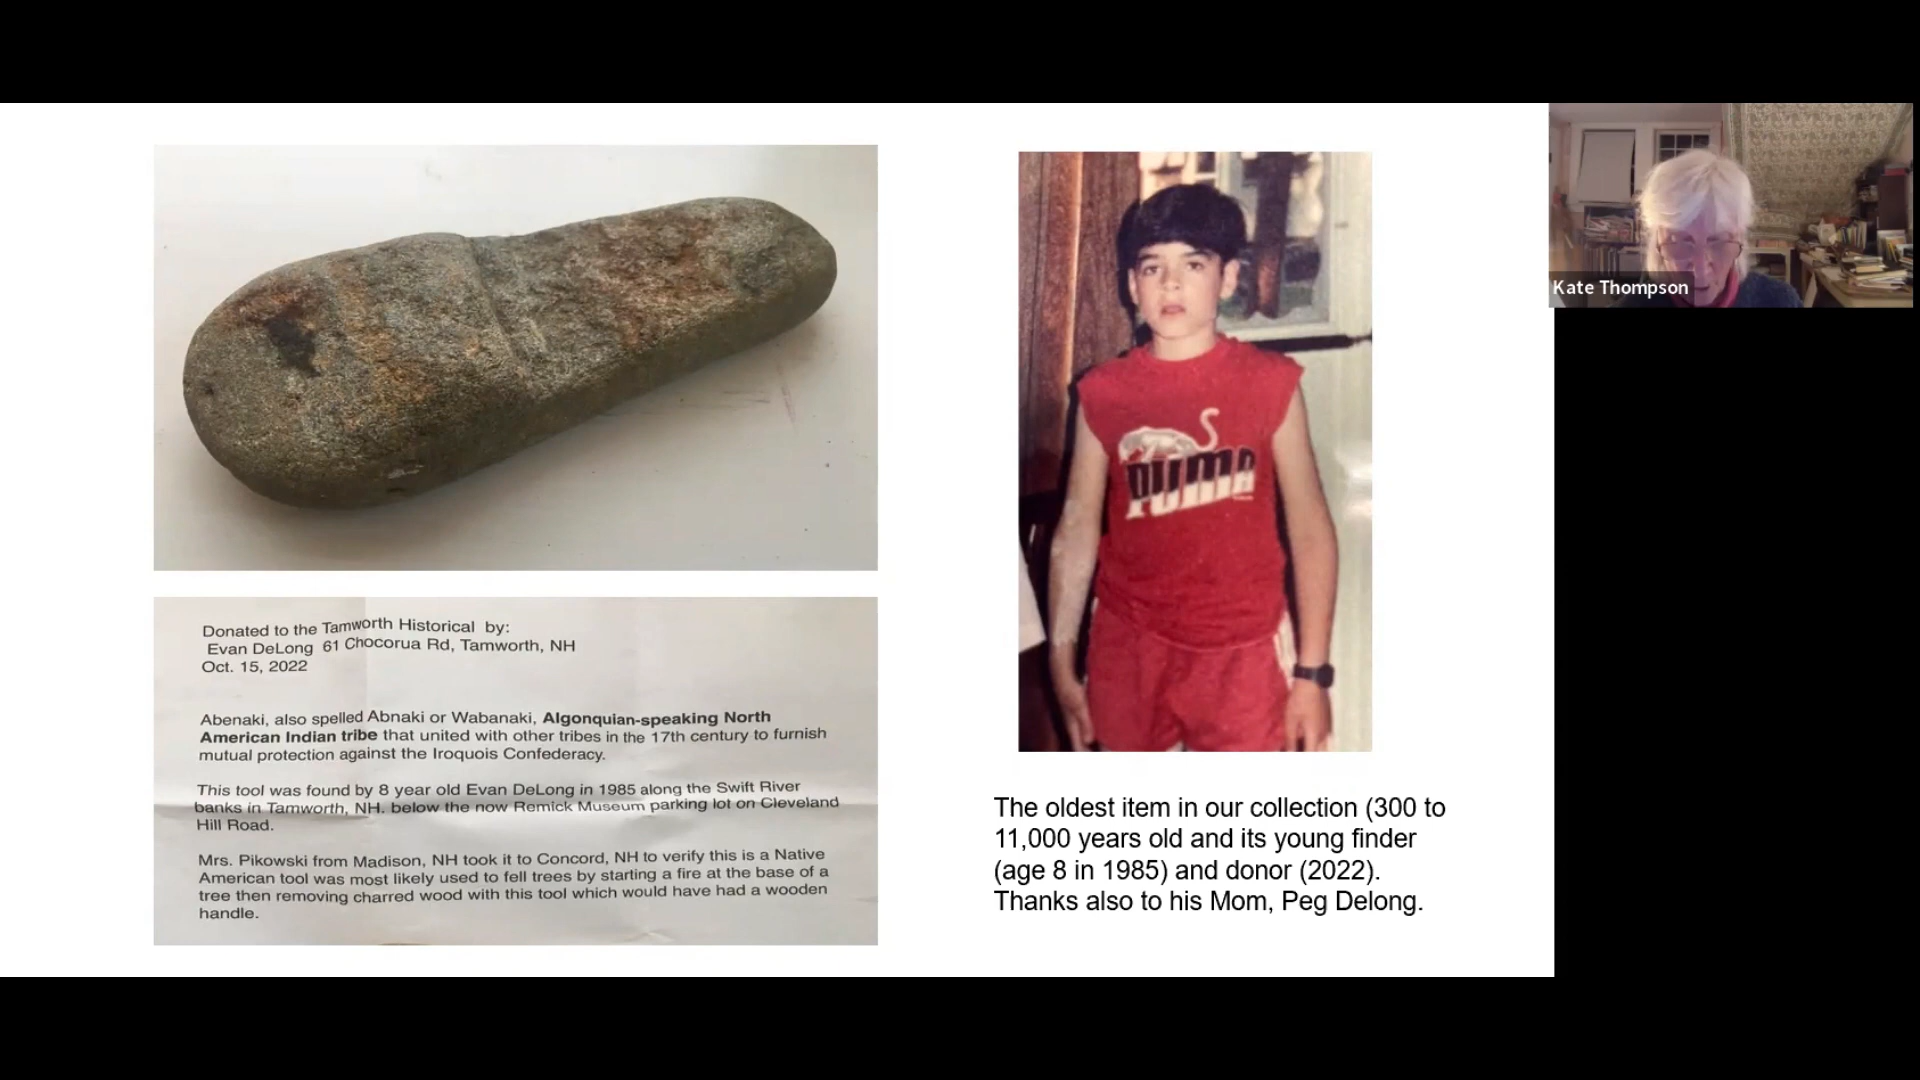 Donated to the Tamworth Historical by:
Evan DeLong 61 Chocorua Rd, Tamworth, NH
Oct. 15, 2022
Abenaki, also spelled Abnaki or Wabanaki, Algonquian-speaking North
American Indian tribe that united with other tribes in the 17th century to furnish
mutual protection against the Iroquois Confederacy.
This tool was found by 8 year old Evan DeLong in 1985 along the Swift River
banks in Tamworth, NH. below the now Remick Museum parking lot on Cleveland
Hill Road.
Mrs. Pikowski from Madison, NH took it to Concord, NH to verify this is a Native
American tool was most likely used to fell trees by starting a fire at the base of a
tree then removing charred wood with this tool which would have had a wooden
handle.
PUMA
The oldest item in our collection (300 to
11,000 years old and its young finder
(age 8 in 1985) and donor (2022).
Thanks also to his Mom, Peg Delong.
Kate Thompson